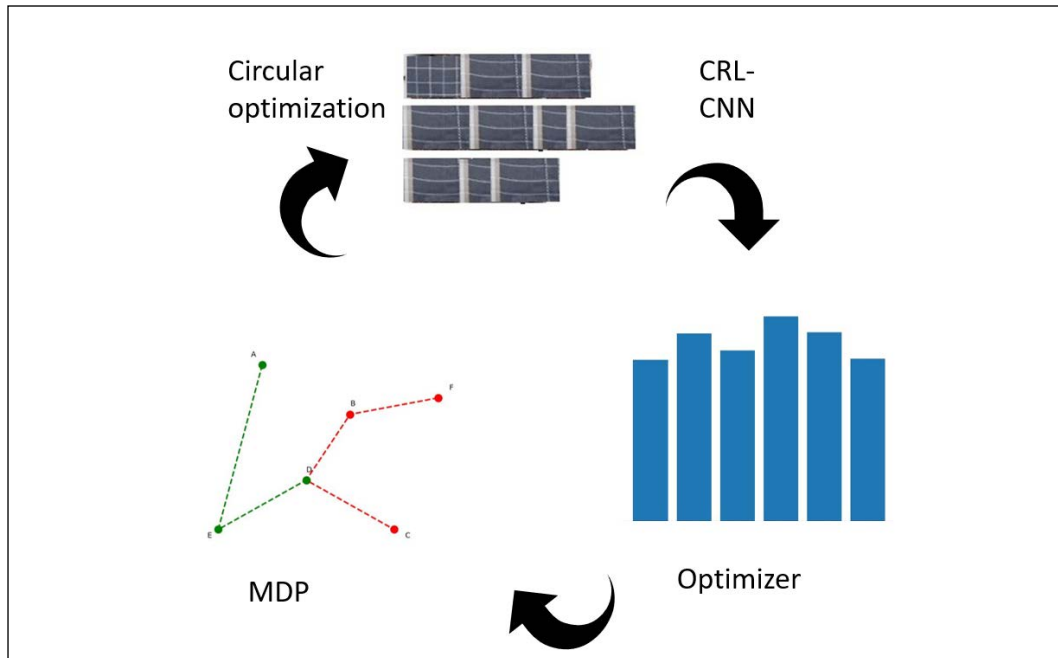 Circular
optimization
CRL-
CNN
A
B
F
D
E
C
MDP
Optimizer